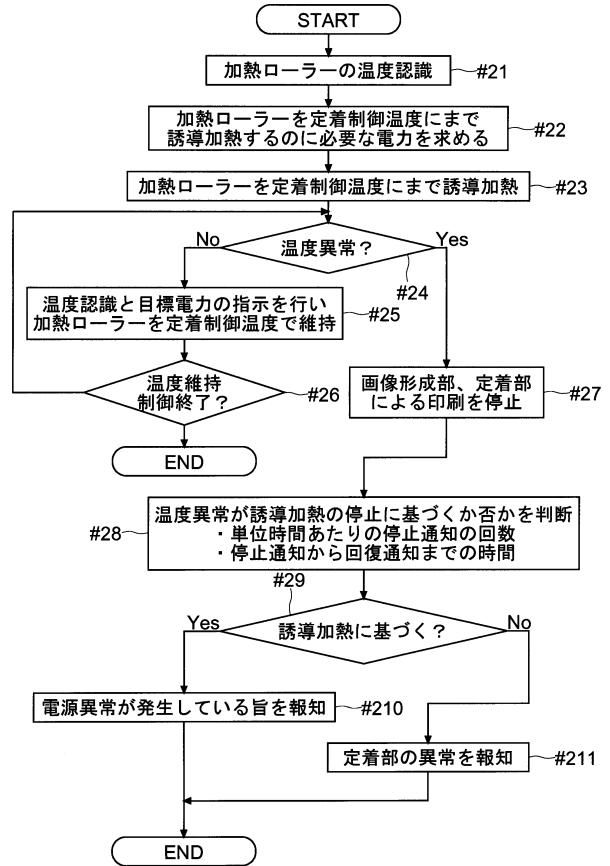 START
加熱ローラーの温度認識
#21
加熱ローラーを定着制御温度にまで
誘導加熱するのに必要な電力を求める
#22
加熱ローラーを定着制御温度にまで誘導加熱
#23
No
温度異常?
Yes
#24
温度認識と目標電力の指示を行い
加熱ローラーを定着制御温度で維持
#25
温度維持
制御終了?
#26
END
画像形成部、定着部
による印刷を停止
#27
#28
温度異常が誘導加熱の停止に基づくか否かを判断
・単位時間あたりの停止通知の回数
・停止通知から回復通知までの時間
#29
Yes
誘導加熱に基づく?
No
電源異常が発生している旨を報知
#210
定着部の異常を報知
#211
END